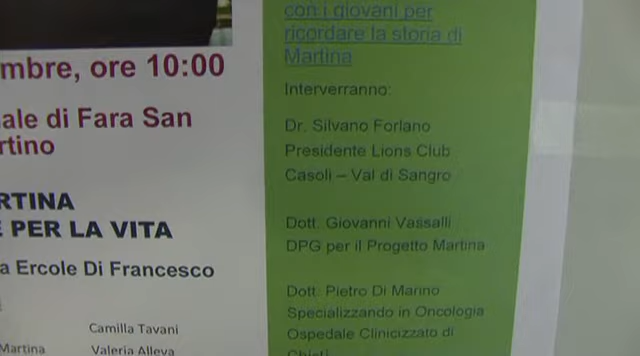 mbre, ore 10:00
ale di Fara San
rtino
RTINA
E PER LA VITA
a Ercole Di Francesco
Camilla Tavani
Martina
Valeria Alleva
con i giovani per
ricordare la storia di
Martina
Interverranno:
Dr. Silvano Forlano
Presidente Lions Club
Casoli – Val di Sangro
Dott. Giovanni Vassalli
DPG per il Progetto Martina
Dott. Pietro Di Marino
Specializzando in Oncologia
Ospedale Clinicizzato di
Chieti